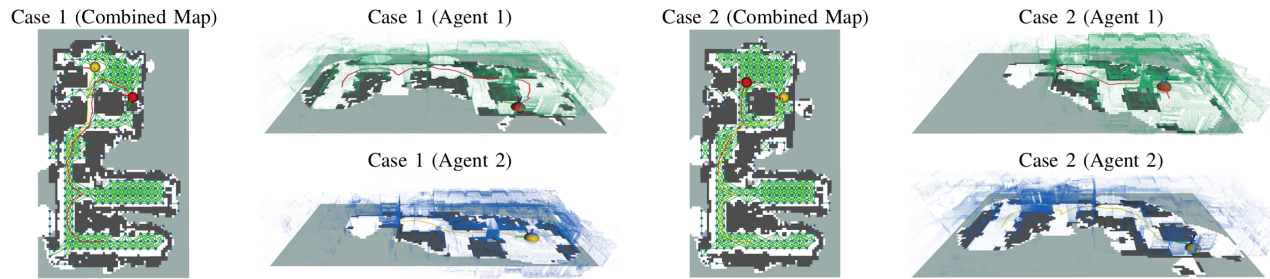 Case 1 (Combined Map)
Case 1 (Agent 1)
Case 1 (Agent 2)
Case 2 (Combined Map)
Case 2 (Agent 1)
Case 2 (Agent 2)